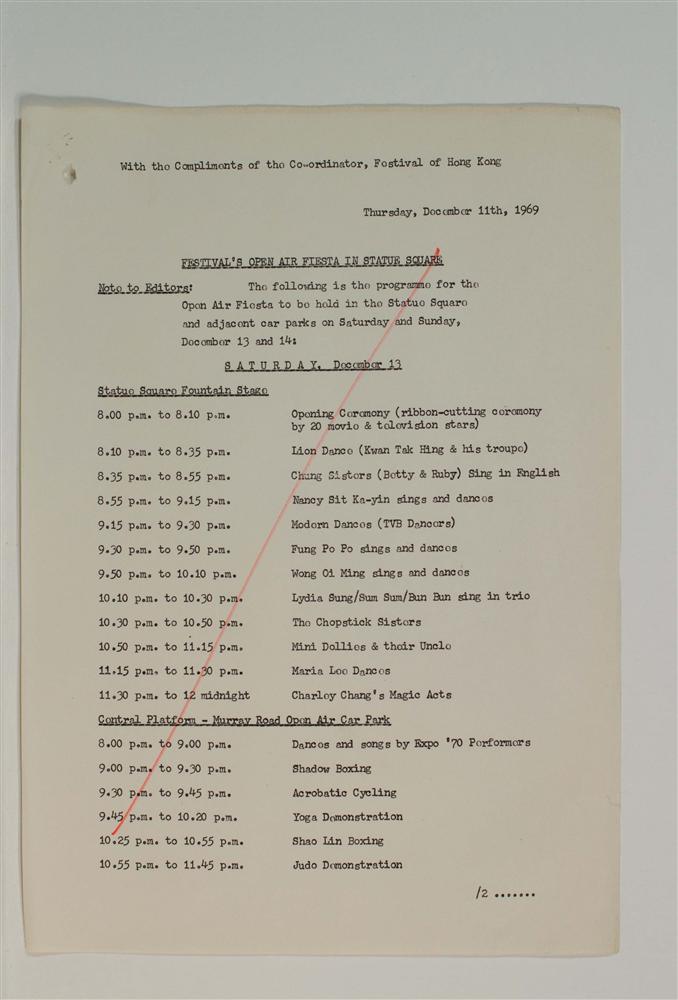 With the Compliments of the Co-ordinator, Festival of Hong Kong
Thursday, December 11th, 1969
FESTIVAL'S OPEN AIR FIESTA IN STATUE SQUARE
Note to Editors: The following is the programme for the
Open Air Fiesta to be held in the Statue Square
and adjacent car parks on Saturday and Sunday,
December 13 and 14:
S A T U R D A Y, December 13
Statue Square Fountain Stage
8.00 p.m. to 8.10 p.m. Opening Ceremony (ribbon-cutting ceremony
by 20 movie & television stars)
8.10 p.m. to 8.35 p.m. Lion Dance (Kwan Tak Hing & his troupe)
8.35 p.m. to 8.55 p.m. Chung Sisters (Betty & Ruby) Sing in English
8.55 p.m. to 9.15 p.m. Nancy Sit Ka-yin sings and dances
9.15 p.m. to 9.30 p.m. Modern Dances (TVB Dancers)
9.30 p.m. to 9.50 p.m. Fung Po Po sings and dances
9.50 p.m. to 10.10 p.m. Wong Oi Ming sings and dances
10.10 p.m. to 10.30 p.m. Lydia Sung/Sum Sum/Bun Bun sing in trio
10.30 p.m. to 10.50 p.m. The Chopstick Sisters
10.50 p.m. to 11.15 p.m. Mini Dollies & their Uncle
11.15 p.m. to 11.30 p.m. Maria Loo Dances
11.30 p.m. to 12 midnight Charley Chang's Magic Acts
Central Platform - Murray Road Open Air Car Park
8.00 p.m. to 9.00 p.m. Dances and songs by Expo '70 Performers
9.00 p.m. to 9.30 p.m. Shadow Boxing
9.30 p.m. to 9.45 p.m. Acrobatic Cycling
9.45 p.m. to 10.20 p.m. Yoga Demonstration
10.25 p.m. to 10.55 p.m. Shao Lin Boxing
10.55 p.m. to 11.45 p.m. Judo Demonstration
/2 .......